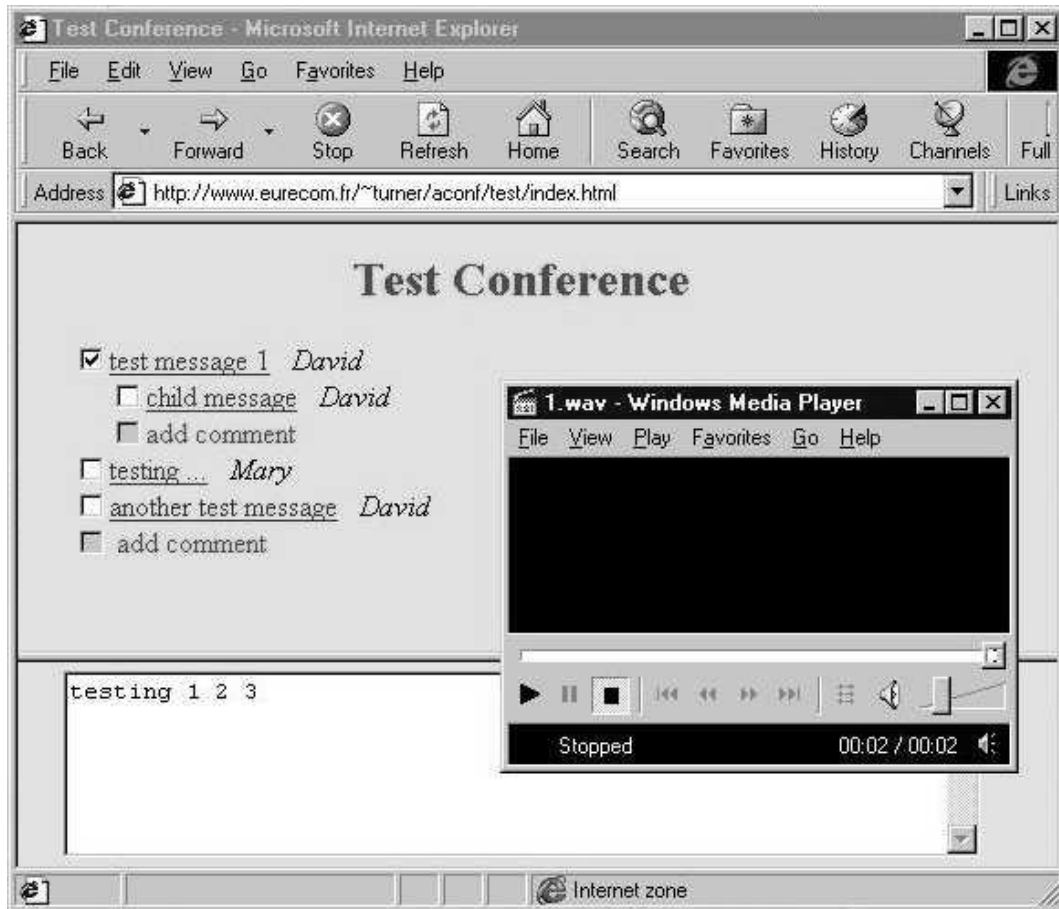 Test Conference - Microsoft Internet Explorer
File Edit View Go Favorites Help
Back Forward Stop Refresh Home Search Favorites History Channels Full
Address http://www.eurecom.fr/~turner/aconf/test/index.html Links
Test Conference
test message 1 David
child message David
add comment
testing ... Mary
another test message David
add comment
1.wav - Windows Media Player
File View Play Favorites Go Help
Stopped 00:02 / 00:02
testing 1 2 3
Internet zone